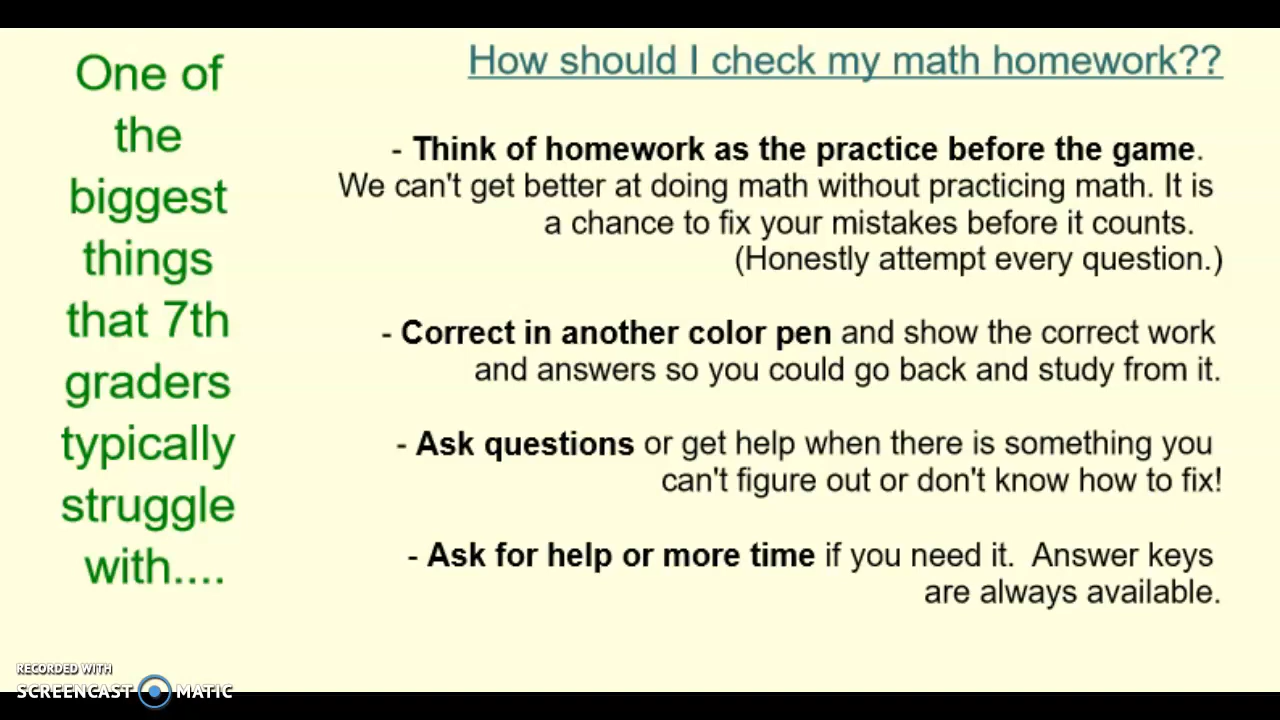 One of
the
biggest
things
that 7th
graders
typically
struggle
with....
How should I check my math homework??
- Think of homework as the practice before the game.
We can't get better at doing math without practicing math. It is
a chance to fix your mistakes before it counts.
(Honestly attempt every question.)
- Correct in another color pen and show the correct work
and answers so you could go back and study from it.
- Ask questions or get help when there is something you
can't figure out or don't know how to fix!
- Ask for help or more time if you need it.  Answer keys
are always available.
RECORDED WITH
SCREENCAST MATIC